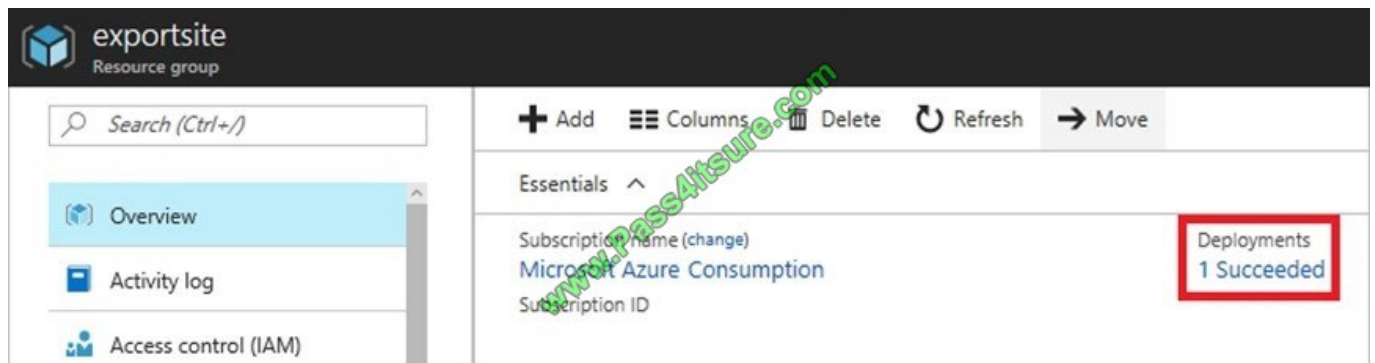 exportsite
Resource group
Search (Ctrl+/)
Overview
Activity log
Access control (IAM)
Add Columns Delete Refresh Move
Essentials
Subscription name (change)
Microsoft Azure Consumption
Subscription ID
Deployments
1 Succeeded
www.Pass4itsure.com